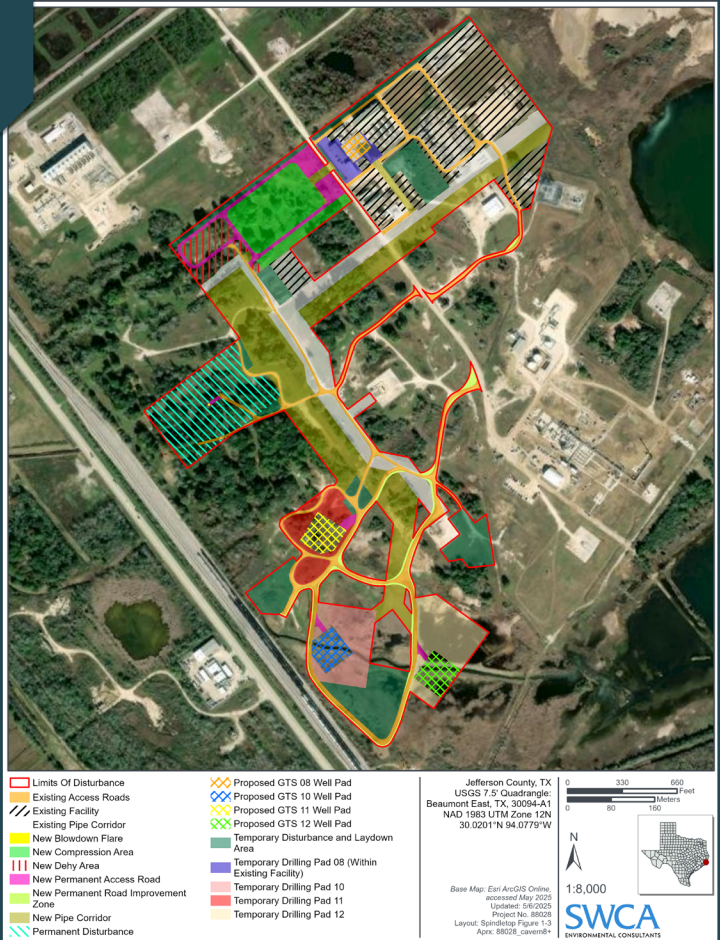 Limits Of Disturbance
Existing Access Roads
Existing Facility
Existing Pipe Corridor
New Blowdown Flare
New Compression Area
New Dehy Area
New Permanent Access Road
New Permanent Road Improvement
Zone
New Pipe Corridor
Permanent Disturbance
Proposed GTS 08 Well Pad
Proposed GTS 10 Well Pad
Proposed GTS 11 Well Pad
Proposed GTS 12 Well Pad
Temporary Disturbance and Laydown
Area
Temporary Drilling Pad 08 (Within
Existing Facility)
Temporary Drilling Pad 10
Temporary Drilling Pad 11
Temporary Drilling Pad 12
Jefferson County, TX
USGS 7.5' Quadrangle:
Beaumont East, TX, 30094-A1
NAD 1983 UTM Zone 12N
30.0201°N 94.0779°W
Base Map: Esri ArcGIS Online,
accessed May 2025
Updated: 5/6/2025
Project No. 88028
Layout: Spindletop Figure 1-3
Aprx: 88028_cavern8+
0 330 660
Feet
Meters
0 80 160
N
1:8,000
SWCA
ENVIRONMENTAL CONSULTANTS